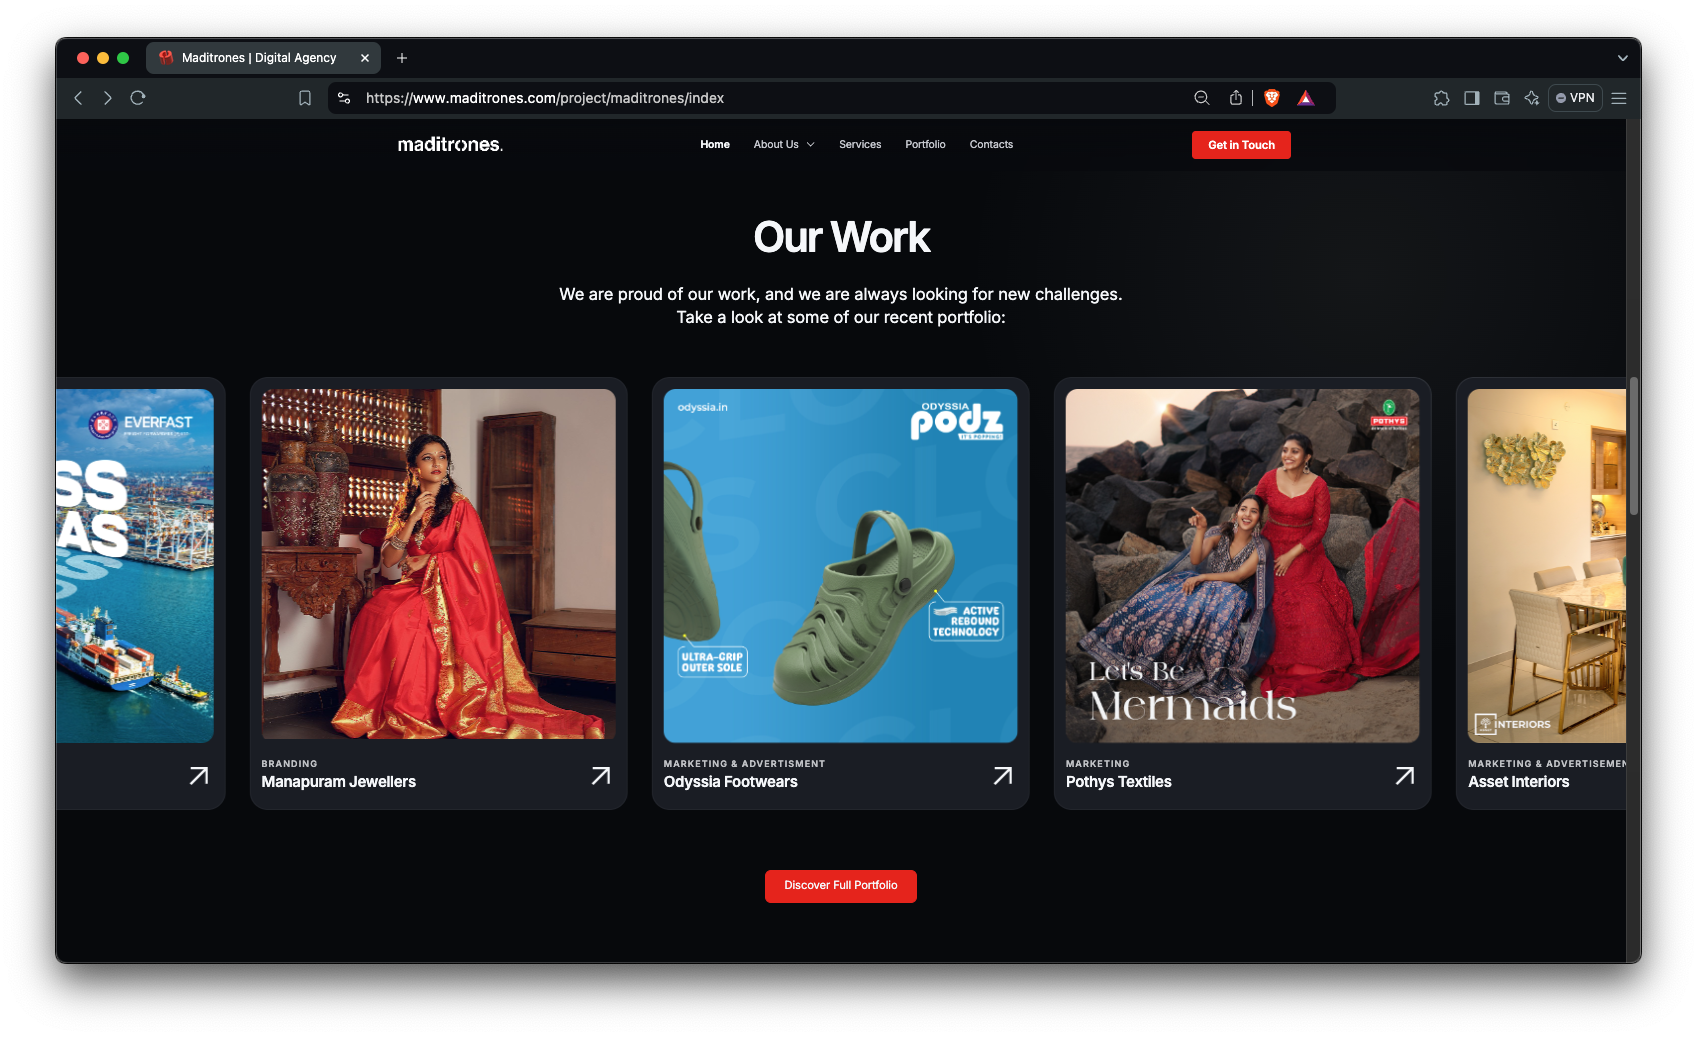 Maditrones | Digital Agency
https://www.maditrones.com/project/maditrones/index
VPN
maditrones.
Home
About Us
Services
Portfolio
Contacts
Get in Touch
Our Work
We are proud of our work, and we are always looking for new challenges.
Take a look at some of our recent portfolio:
EVERFAST
SS
AS
SS
odyssia.in
ODYSSIA
podz
IT'S POPPING!
CLO
ACTIVE
REBOUND
TECHNOLOGY
ULTRA-GRIP
OUTER SOLE
POTHYS
Let's Be
Mermaids
INTERIORS
BRANDING
Manapuram Jewellers
MARKETING & ADVERTISMENT
Odyssia Footwears
MARKETING
Pothys Textiles
MARKETING & ADVERTISEMEN
Asset Interiors
Discover Full Portfolio